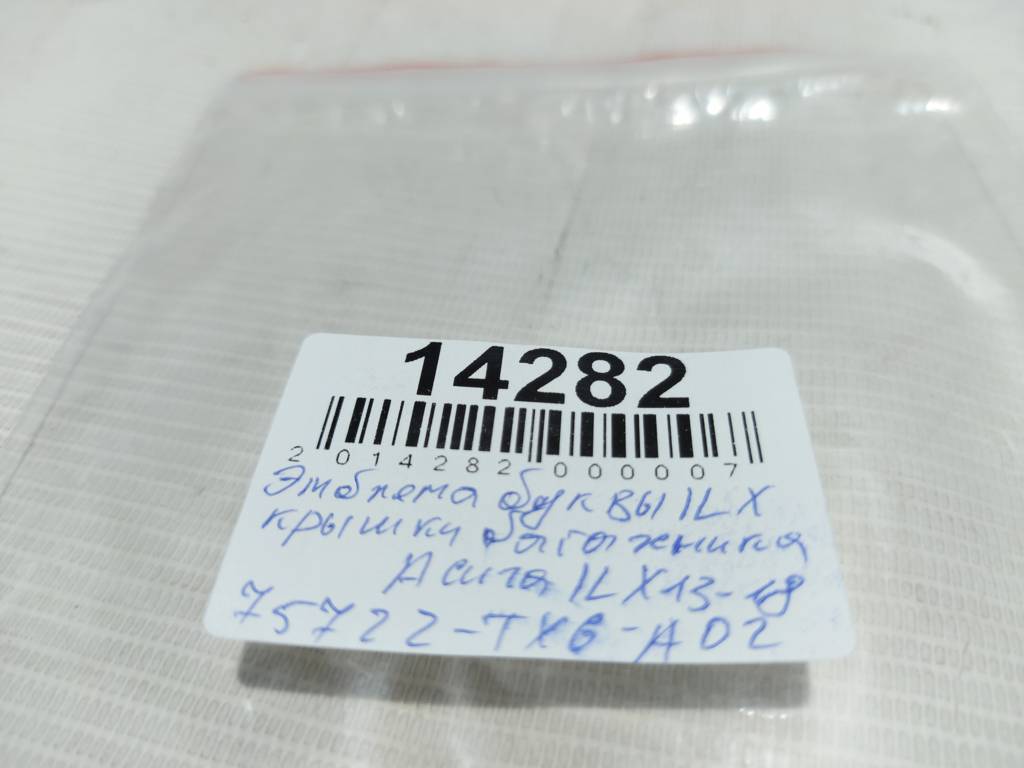 14282
2014282000007
Эмблема буквы ILX
крышки багажника
Acura ILX13-18
75722-TX6-A02